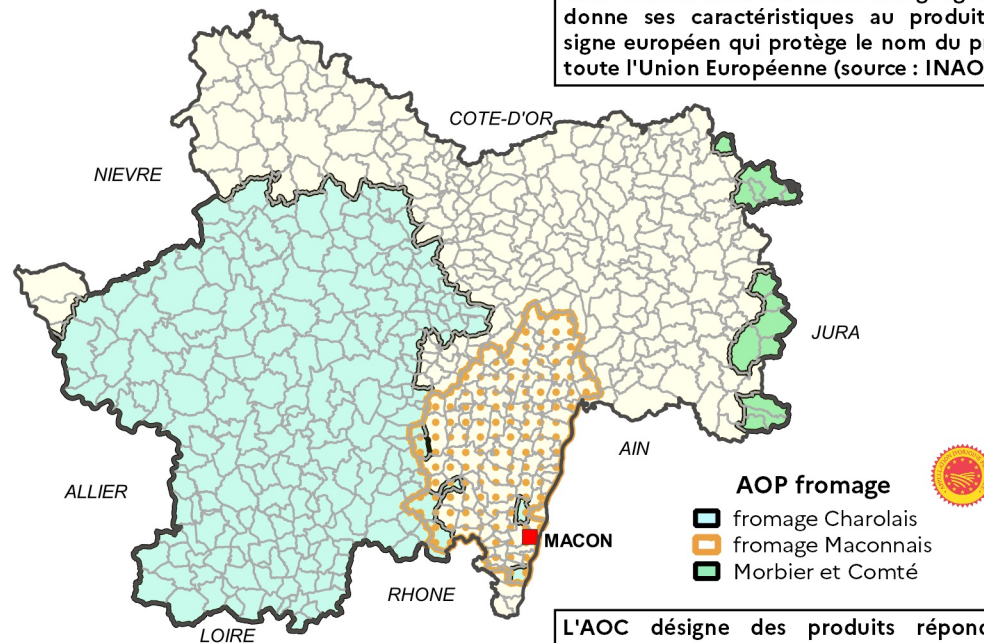 donne ses caractéristiques au produit
signe européen qui protège le nom du
toute l'Union Européenne (source : INAO
COTE-D'OR
NIEVRE
JURA
AIN
ALLIER
AOP fromage
fromage Charolais
MACON
fromage Maconnais
Morbier et Comté
RHONE
LOIRE
L'AOC désigne des produits